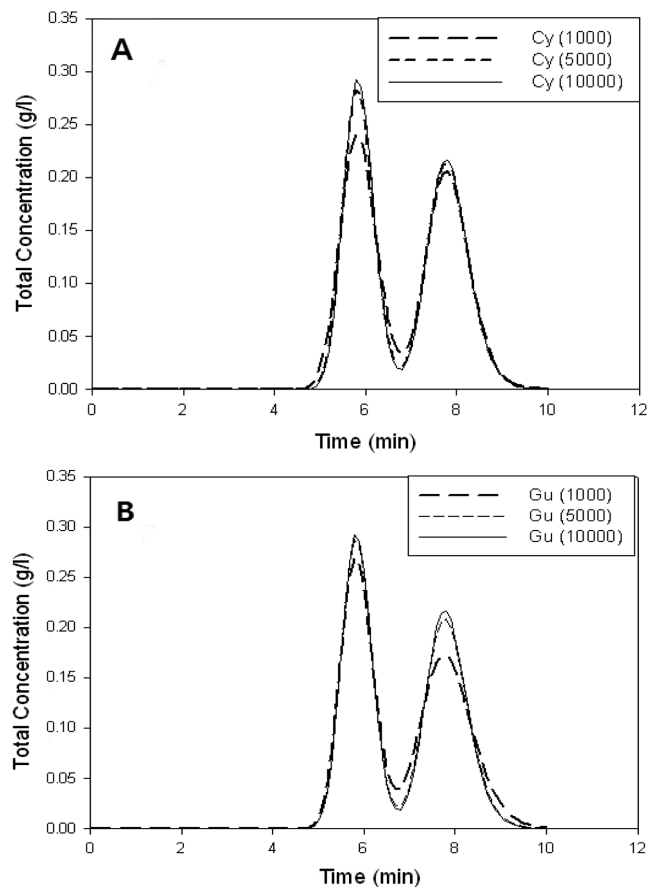 A
Cy (1000)
Cy (5000)
Cy (10000)
0.35
0.30
0.25
0.20
0.15
0.10
0.05
0.00
Total Concentration (g/l)
0 2 4 6 8 10 12
Time (min)
B
Gu (1000)
Gu (5000)
Gu (10000)
0.35
0.30
0.25
0.20
0.15
0.10
0.05
0.00
Total Concentration (g/l)
0 2 4 6 8 10 12
Time (min)